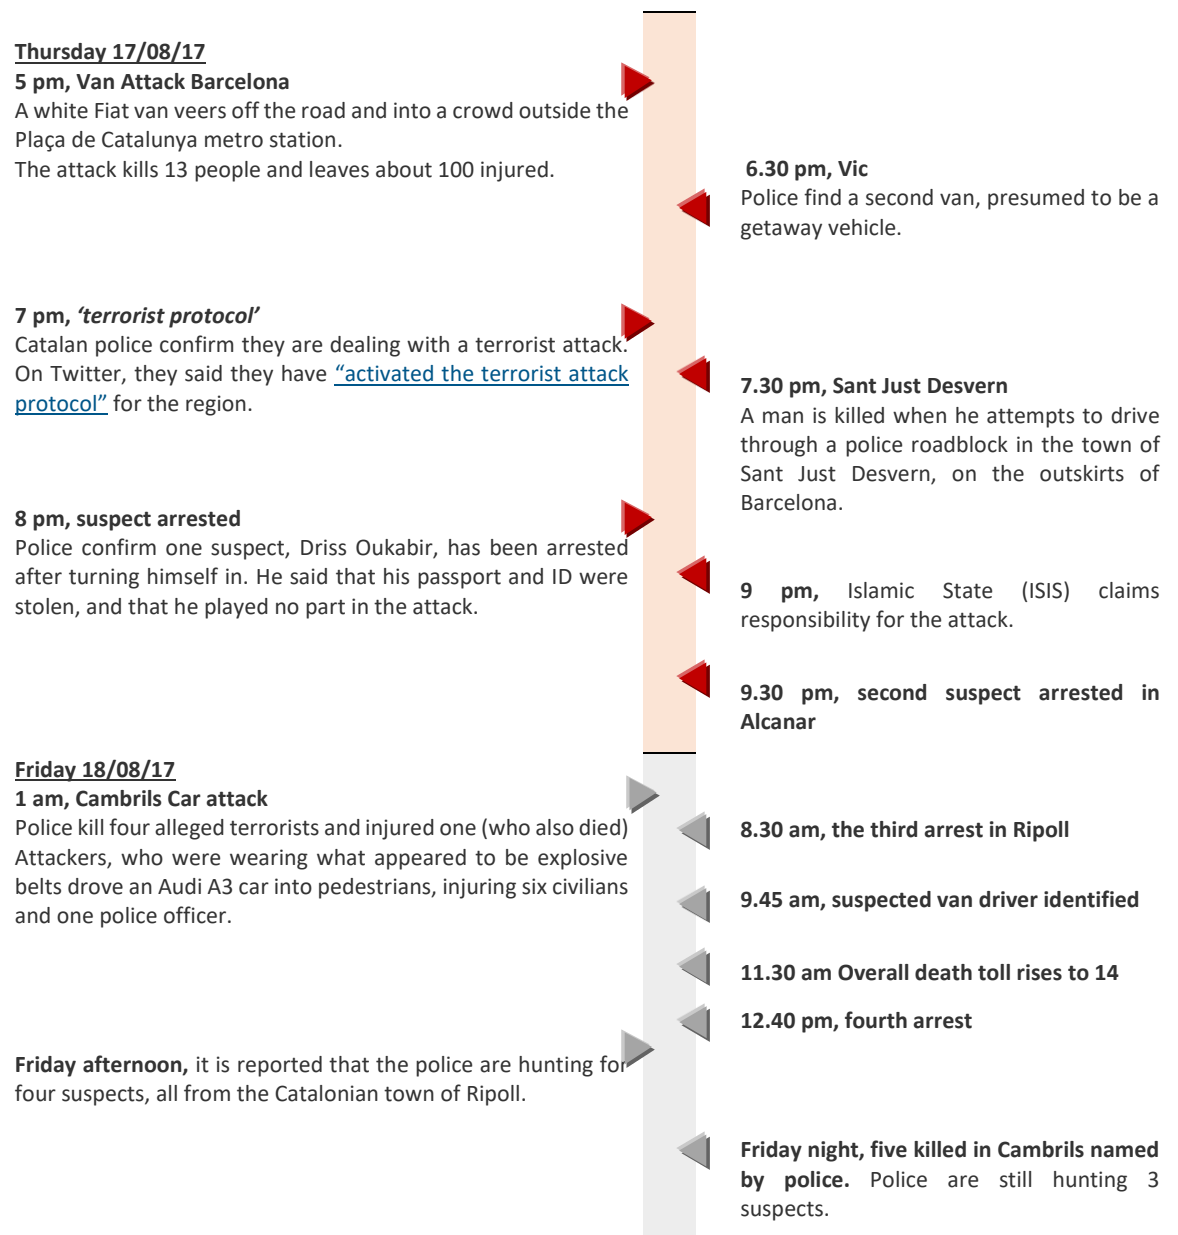 Thursday 17/08/17
5 pm, Van Attack Barcelona
A white Fiat van veers off the road and into a crowd outside the
Plaça de Catalunya metro station.
The attack kills 13 people and leaves about 100 injured.
6.30 pm, Vic
Police find a second van, presumed to be a
getaway vehicle.
7 pm, ‘terrorist protocol’
Catalan police confirm they are dealing with a terrorist attack.
On Twitter, they said they have “activated the terrorist attack
protocol” for the region.
7.30 pm, Sant Just Desvern
A man is killed when he attempts to drive
through a police roadblock in the town of
Sant Just Desvern, on the outskirts of
Barcelona.
8 pm, suspect arrested
Police confirm one suspect, Driss Oukabir, has been arrested
after turning himself in. He said that his passport and ID were
stolen, and that he played no part in the attack.
9 pm, Islamic State (ISIS) claims
responsibility for the attack.
9.30 pm, second suspect arrested in
Alcanar
Friday 18/08/17
1 am, Cambrils Car attack
Police kill four alleged terrorists and injured one (who also died)
Attackers, who were wearing what appeared to be explosive
belts drove an Audi A3 car into pedestrians, injuring six civilians
and one police officer.
8.30 am, the third arrest in Ripoll
9.45 am, suspected van driver identified
11.30 am Overall death toll rises to 14
12.40 pm, fourth arrest
Friday afternoon, it is reported that the police are hunting for
four suspects, all from the Catalonian town of Ripoll.
Friday night, five killed in Cambrils named
by police. Police are still hunting 3
suspects.